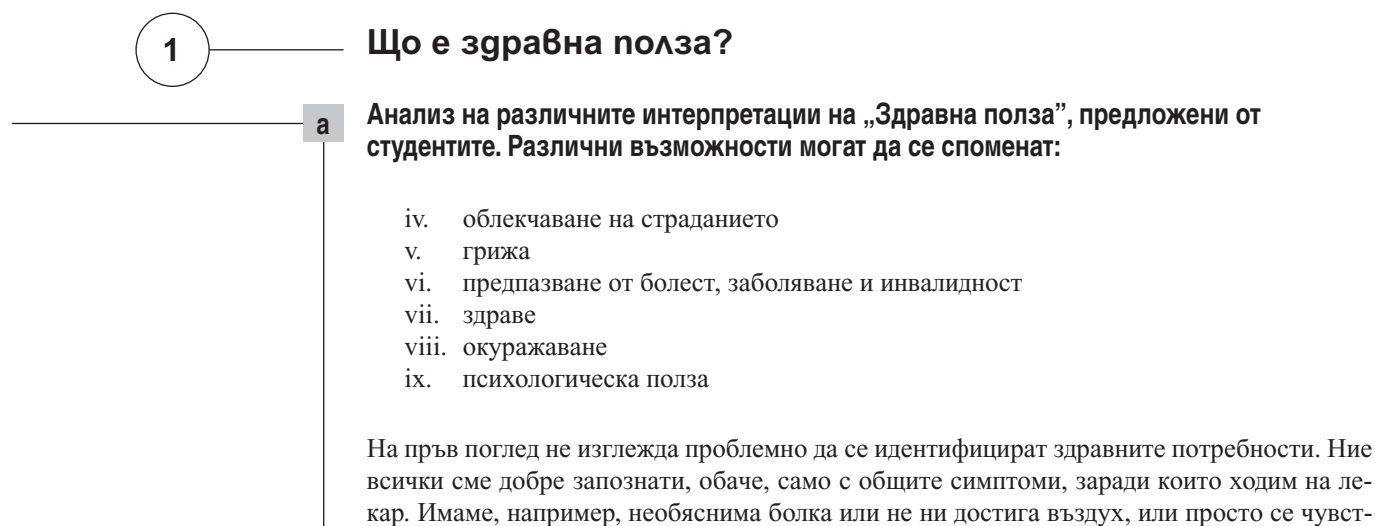 1
Що е здравна полза?
a
Анализ на различните интерпретации на „Здравна полза”, предложени от
студентите. Различни възможности могат да се споменат:
iv. облекчаване на страданието
v. грижа
vi. предпазване от болест, заболяване и инвалидност
vii. здраве
viii. окуражаване
ix. психологическа полза
На пръв поглед не изглежда проблемно да се идентифицират здравните потребности. Ние
всички сме добре запознати, обаче, само с общите симптоми, заради които ходим на ле-
кар. Имаме, например, необяснима болка или не ни достига въздух, или просто се чувст-